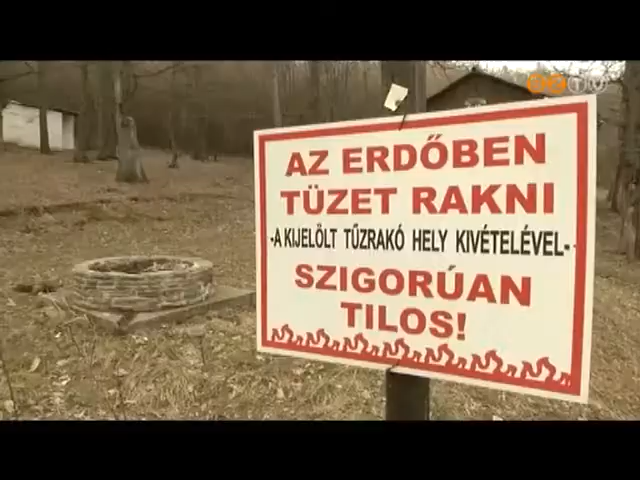 AZ ERDŐBEN
TÜZET RAKNI
-A KIJELÖLT TŰZRAKÓ HELY KIVÉTELÉVEL-
SZIGORÚAN
TILOS!